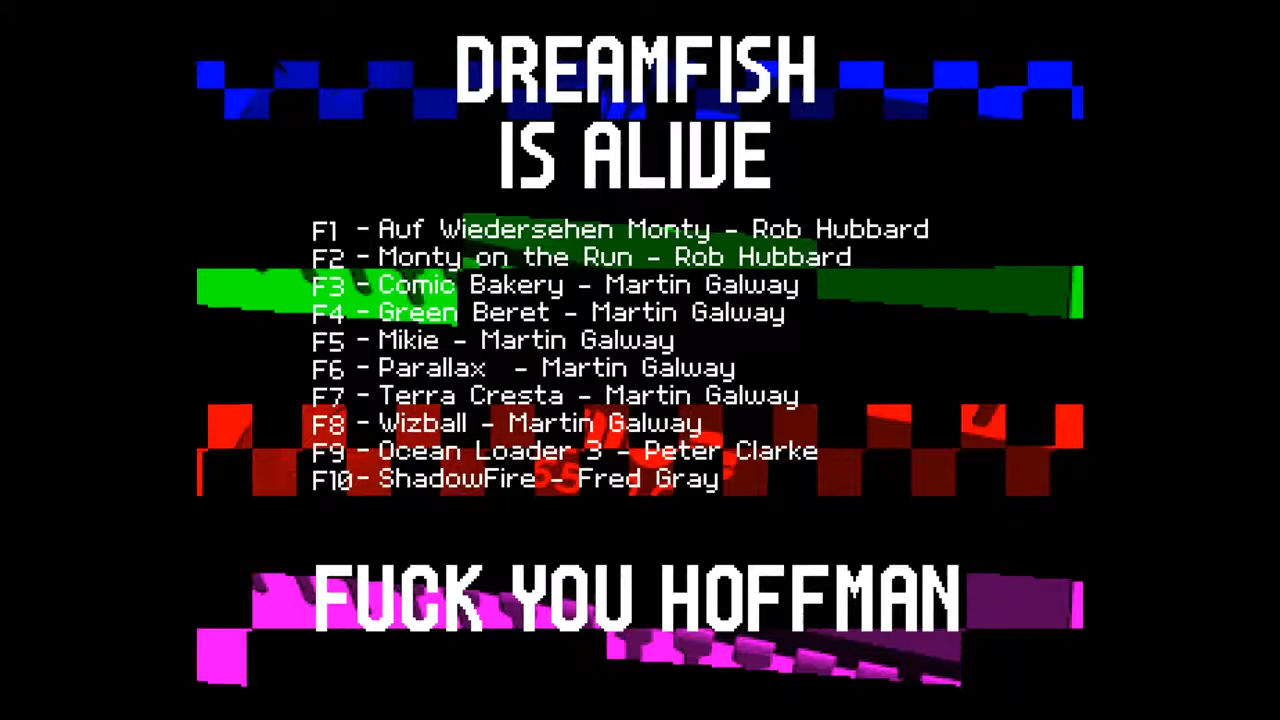 DREAMFISH
IS ALIVE
F1 - Auf Wiedersehen Monty - Rob Hubbard
F2 - Monty on the Run - Rob Hubbard
F3 - Comic Bakery - Martin Galway
F4 - Green Beret - Martin Galway
F5 - Mikie - Martin Galway
F6 - Parallax - Martin Galway
F7 - Terra Cresta - Martin Galway
F8 - Wizball - Martin Galway
F9 - Ocean Loader 3 - Peter Clarke
F10- ShadowFire - Fred Gray
FUCK YOU HOFFMAN